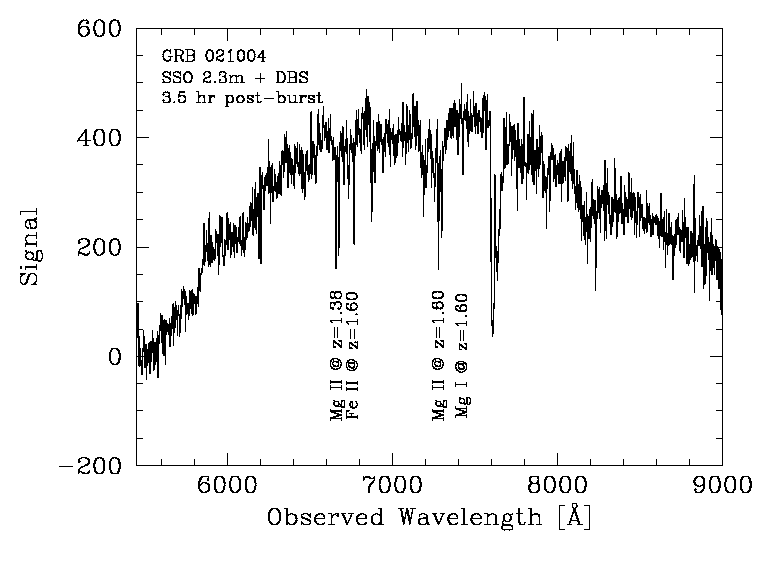 600
400
200
0
−200
Signal
GRB 021004
SSO 2.3m + DBS
3.5 hr post−burst
Mg II @ z=1.38
Fe II @ z=1.60
Mg II @ z=1.60
Mg I @ z=1.60
6000
7000
8000
9000
Observed Wavelength [Å]